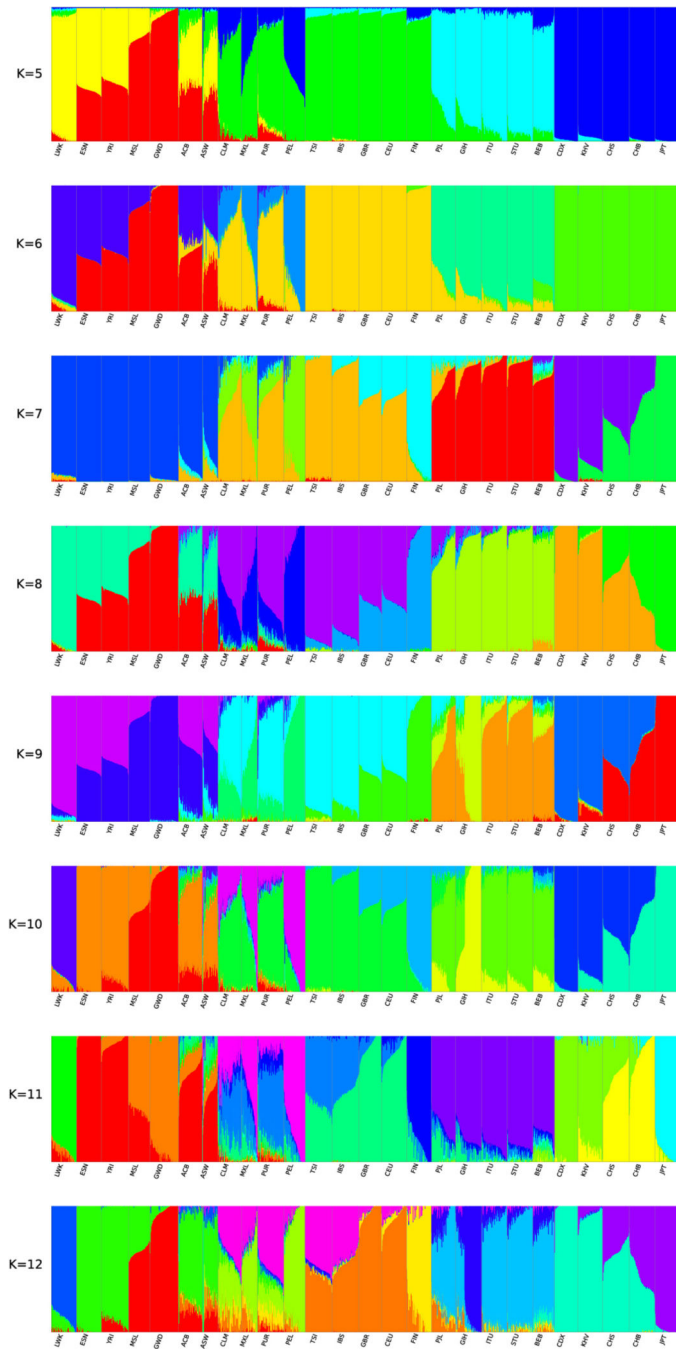 K=5
LWK ESN YRI MSL GWD ACB ASW CLM MXL PUR PEL TSI IBS GBR CEU FIN PJL GIH ITU STU BEB CDX KHV CHS CHB JPT
K=6
LWK ESN YRI MSL GWD ACB ASW CLM MXL PUR PEL TSI IBS GBR CEU FIN PJL GIH ITU STU BEB CDX KHV CHS CHB JPT
K=7
LWK ESN YRI MSL GWD ACB ASW CLM MXL PUR PEL TSI IBS GBR CEU FIN PJL GIH ITU STU BEB CDX KHV CHS CHB JPT
K=8
LWK ESN YRI MSL GWD ACB ASW CLM MXL PUR PEL TSI IBS GBR CEU FIN PJL GIH ITU STU BEB CDX KHV CHS CHB JPT
K=9
LWK ESN YRI MSL GWD ACB ASW CLM MXL PUR PEL TSI IBS GBR CEU FIN PJL GIH ITU STU BEB CDX KHV CHS CHB JPT
K=10
LWK ESN YRI MSL GWD ACB ASW CLM MXL PUR PEL TSI IBS GBR CEU FIN PJL GIH ITU STU BEB CDX KHV CHS CHB JPT
K=11
LWK ESN YRI MSL GWD ACB ASW CLM MXL PUR PEL TSI IBS GBR CEU FIN PJL GIH ITU STU BEB CDX KHV CHS CHB JPT
K=12
LWK ESN YRI MSL GWD ACB ASW CLM MXL PUR PEL TSI IBS GBR CEU FIN PJL GIH ITU STU BEB CDX KHV CHS CHB JPT